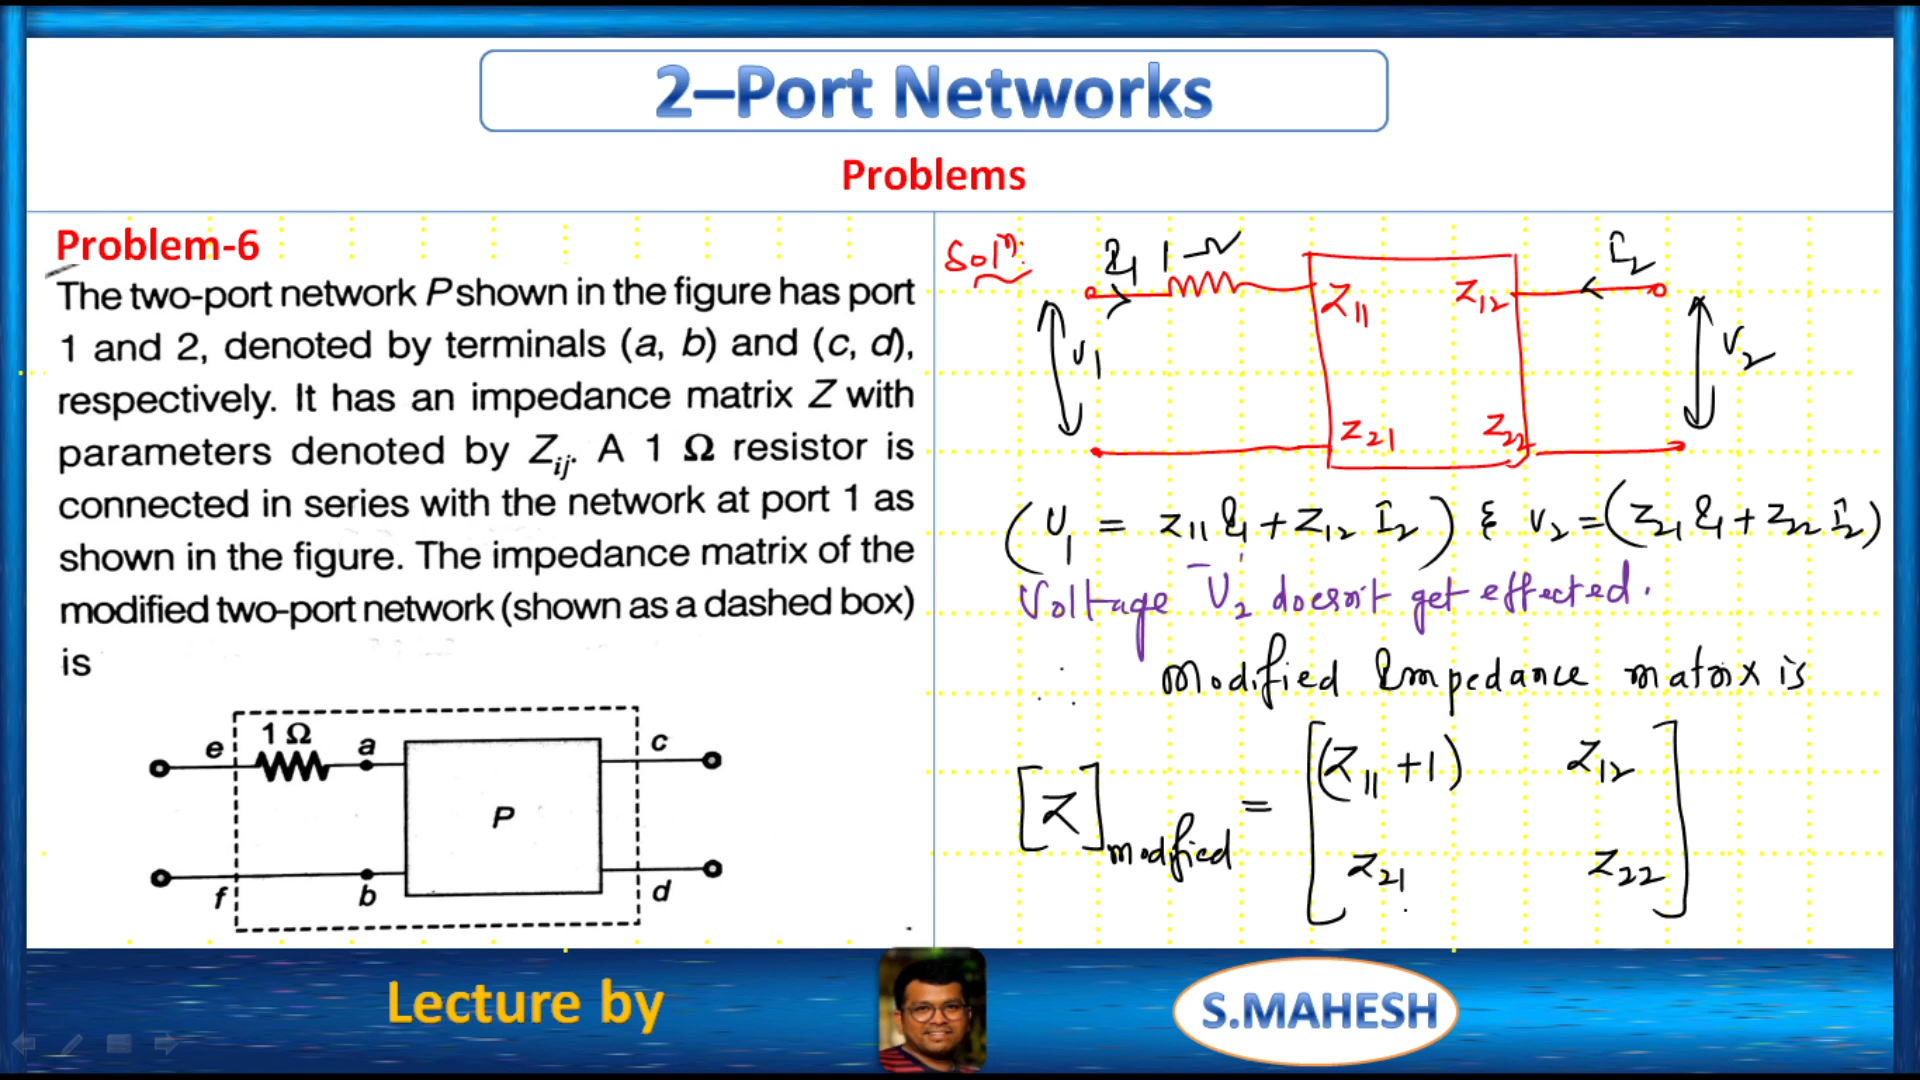 2–Port Networks
Problems
Problem-6
The two-port network P shown in the figure has port
1 and 2, denoted by terminals (a, b) and (c, d),
respectively. It has an impedance matrix Z with
parameters denoted by Zij. A 1 Ω resistor is
connected in series with the network at port 1 as
shown in the figure. The impedance matrix of the
modified two-port network (shown as a dashed box)
is
1 Ω
e a c
P
f b d
Solⁿ:
I1 1 Ω I2
Z11 Z12
V1 V2
Z21 Z22
(V1 = Z11 I1 + Z12 I2) & V2 = (Z21 I1 + Z22 I2)
Voltage V2 doesn't get effected.
∴ Modified Impedance matrix is
[Z]modified = [(Z11 + 1) Z12
Z21 Z22]
Lecture by
S.MAHESH